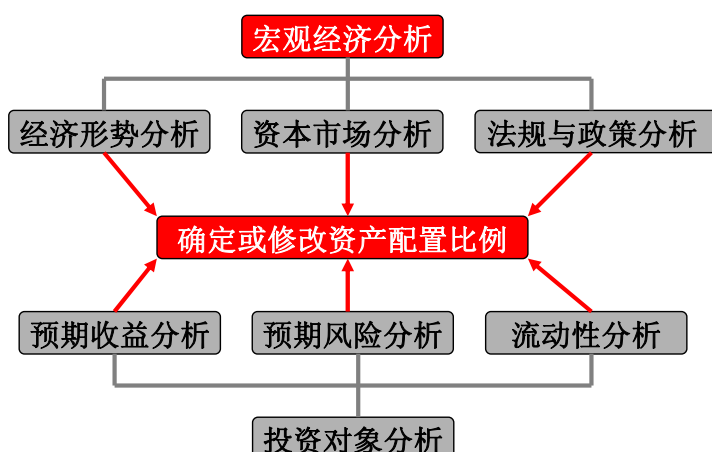 宏观经济分析
经济形势分析
资本市场分析
法规与政策分析
确定或修改资产配置比例
预期收益分析
预期风险分析
流动性分析
投资对象分析